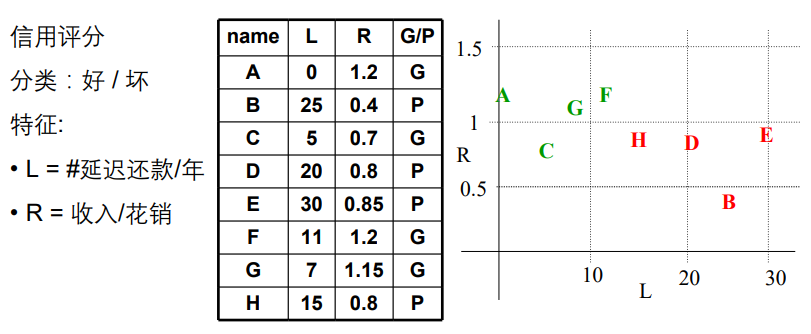 信用评分
分类：好 / 坏
特征:
• L = #延迟还款/年
• R = 收入/花销
name L R G/P
A 0 1.2 G
B 25 0.4 P
C 5 0.7 G
D 20 0.8 P
E 30 0.85 P
F 11 1.2 G
G 7 1.15 G
H 15 0.8 P
1.5
A G F
1
H D E
R C
0.5
B
10 20 30
L